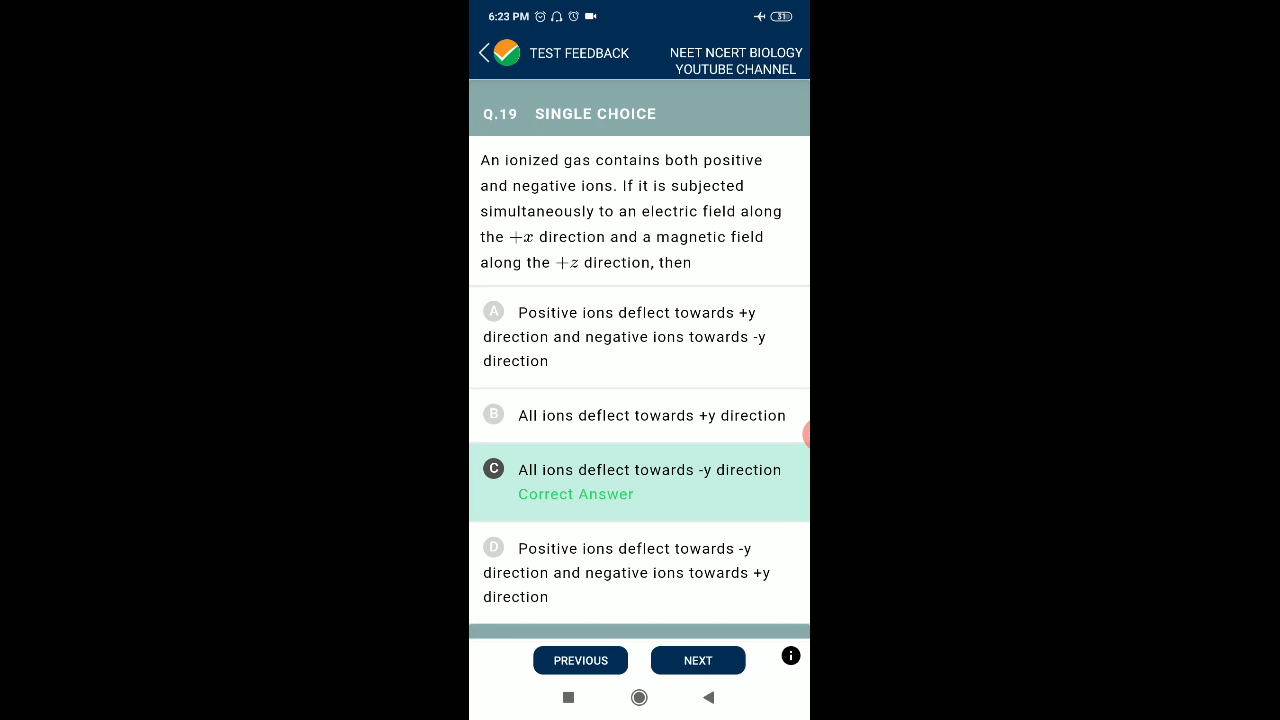 6:23 PM 31
TEST FEEDBACK
NEET NCERT BIOLOGY
YOUTUBE CHANNEL
Q.19 SINGLE CHOICE
An ionized gas contains both positive
and negative ions. If it is subjected
simultaneously to an electric field along
the +x direction and a magnetic field
along the +z direction, then
A Positive ions deflect towards +y
direction and negative ions towards -y
direction
B All ions deflect towards +y direction
C All ions deflect towards -y direction
Correct Answer
D Positive ions deflect towards -y
direction and negative ions towards +y
direction
PREVIOUS NEXT i